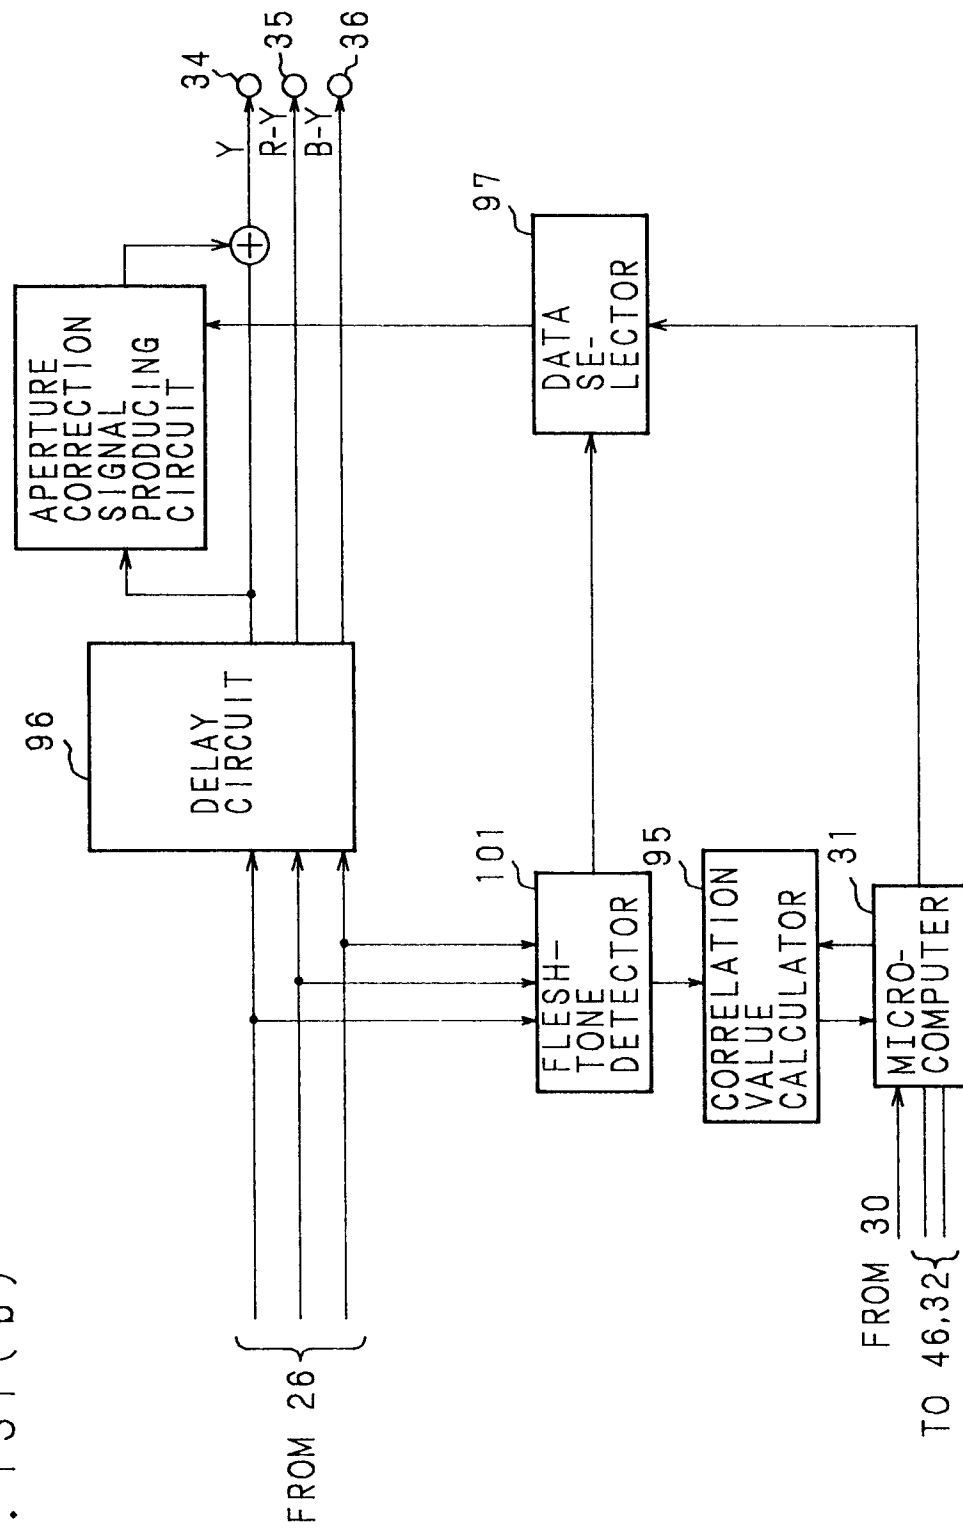 96
DELAY
CIRCUIT
APERTURE
CORRECTION
SIGNAL
PRODUCING
CIRCUIT
+
Y
34
R-Y
35
B-Y
36
FROM 26
101
FLESH-
TONE
DETECTOR
97
DATA
SE-
LECTOR
95
CORRELATION
VALUE
CALCULATOR
31
MICRO-
COMPUTER
FROM 30
TO 46,32